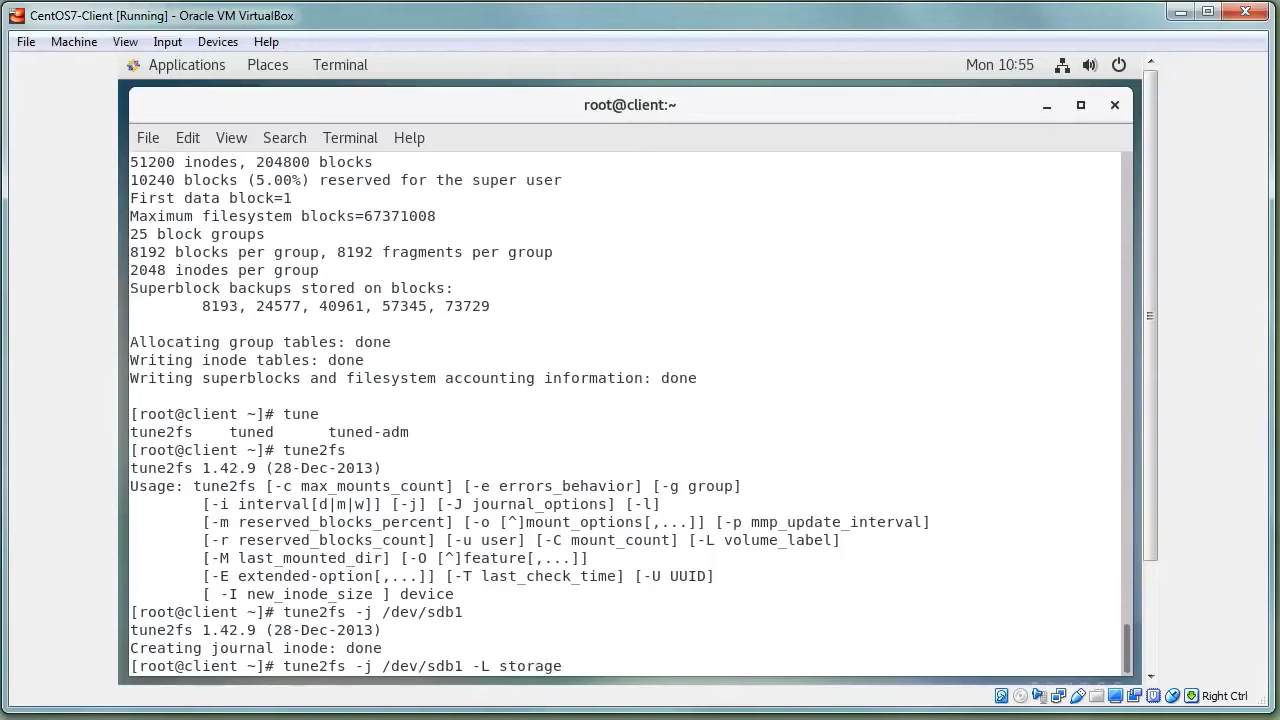 CentOS7-Client [Running] - Oracle VM VirtualBox
File Machine View Input Devices Help
Applications Places Terminal Mon 10:55
root@client:~
File Edit View Search Terminal Help
51200 inodes, 204800 blocks
10240 blocks (5.00%) reserved for the super user
First data block=1
Maximum filesystem blocks=67371008
25 block groups
8192 blocks per group, 8192 fragments per group
2048 inodes per group
Superblock backups stored on blocks:
8193, 24577, 40961, 57345, 73729
Allocating group tables: done
Writing inode tables: done
Writing superblocks and filesystem accounting information: done
[root@client ~]# tune
tune2fs tuned tuned-adm
[root@client ~]# tune2fs
tune2fs 1.42.9 (28-Dec-2013)
Usage: tune2fs [-c max_mounts_count] [-e errors_behavior] [-g group]
[-i interval[d|m|w]] [-j] [-J journal_options] [-l]
[-m reserved_blocks_percent] [-o [^]mount_options[,...]] [-p mmp_update_interval]
[-r reserved_blocks_count] [-u user] [-C mount_count] [-L volume_label]
[-M last_mounted_dir] [-O [^]feature[,...]]
[-E extended-option[,...]] [-T last_check_time] [-U UUID]
[ -I new_inode_size ] device
[root@client ~]# tune2fs -j /dev/sdb1
tune2fs 1.42.9 (28-Dec-2013)
Creating journal inode: done
[root@client ~]# tune2fs -j /dev/sdb1 -L storage
Right Ctrl